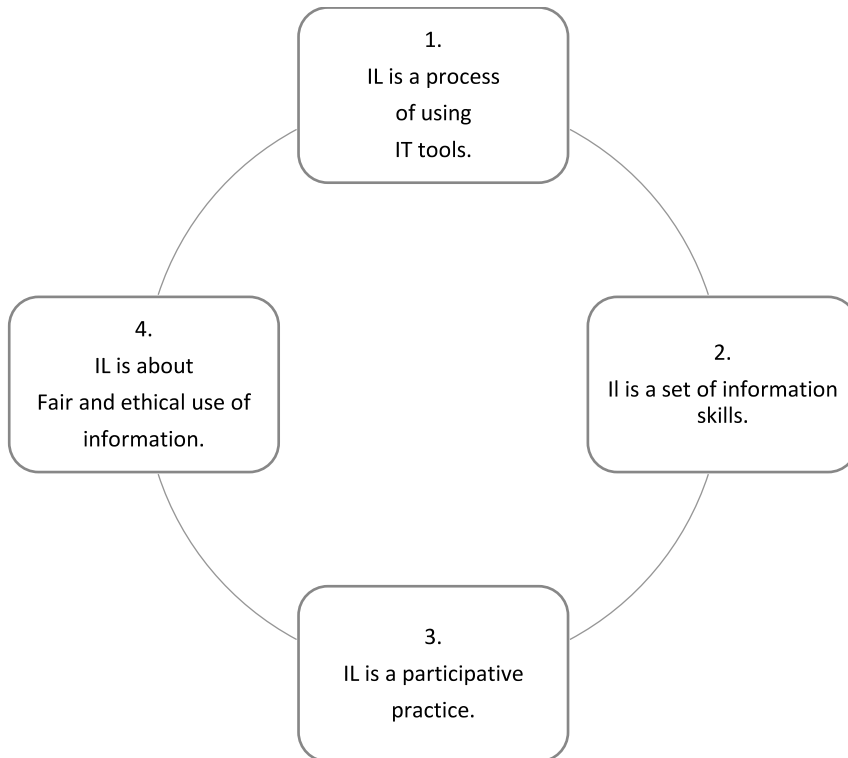 1.
IL is a process
of using
IT tools.
2.
Il is a set of information
skills.
3.
IL is a participative
practice.
4.
IL is about
Fair and ethical use of
information.